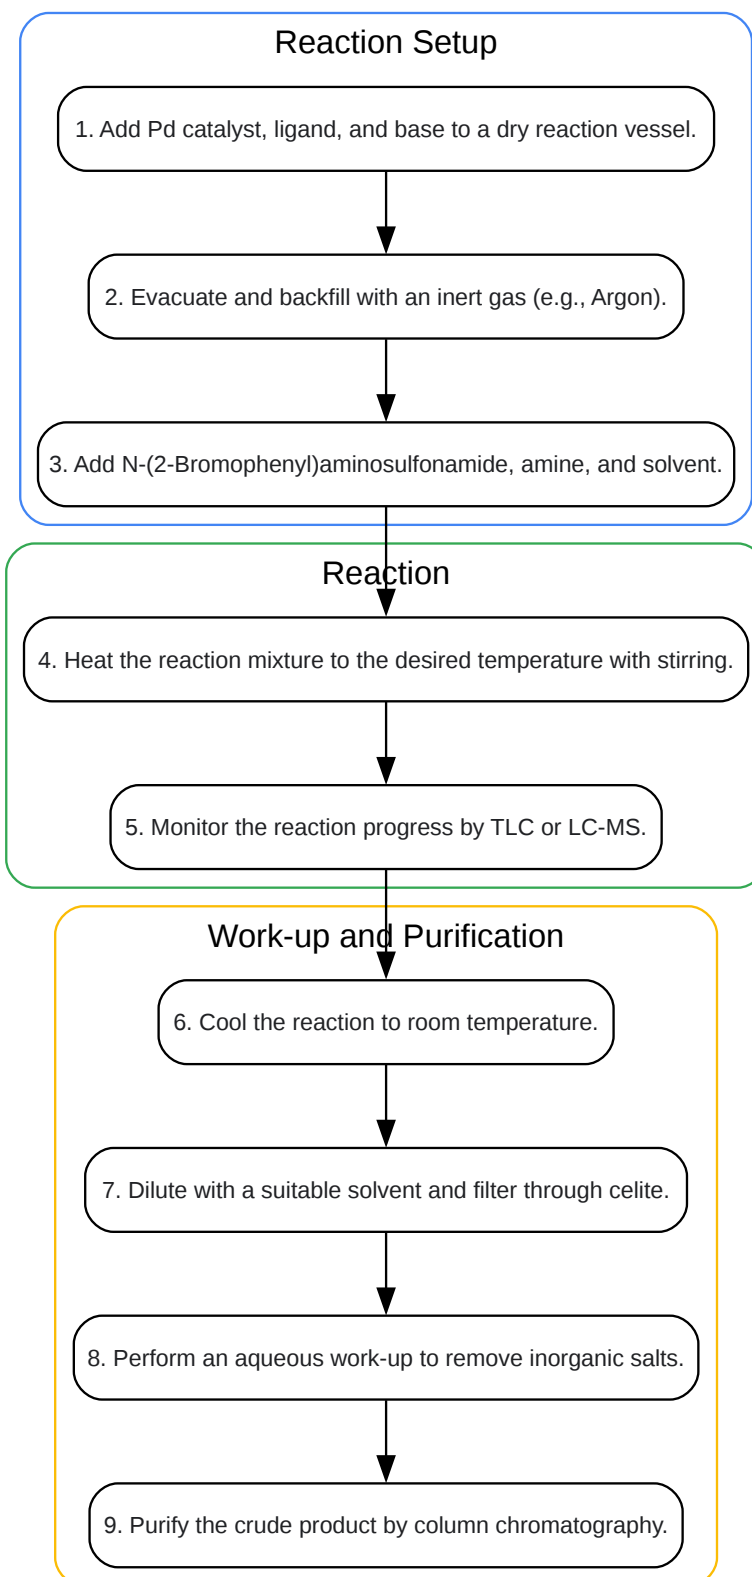 Reaction Setup
1. Add Pd catalyst, ligand, and base to a dry reaction vessel.
2. Evacuate and backfill with an inert gas (e.g., Argon).
3. Add N-(2-Bromophenyl)aminosulfonamide, amine, and solvent.
Reaction
4. Heat the reaction mixture to the desired temperature with stirring.
5. Monitor the reaction progress by TLC or LC-MS.
Work-up and Purification
6. Cool the reaction to room temperature.
7. Dilute with a suitable solvent and filter through celite.
8. Perform an aqueous work-up to remove inorganic salts.
9. Purify the crude product by column chromatography.